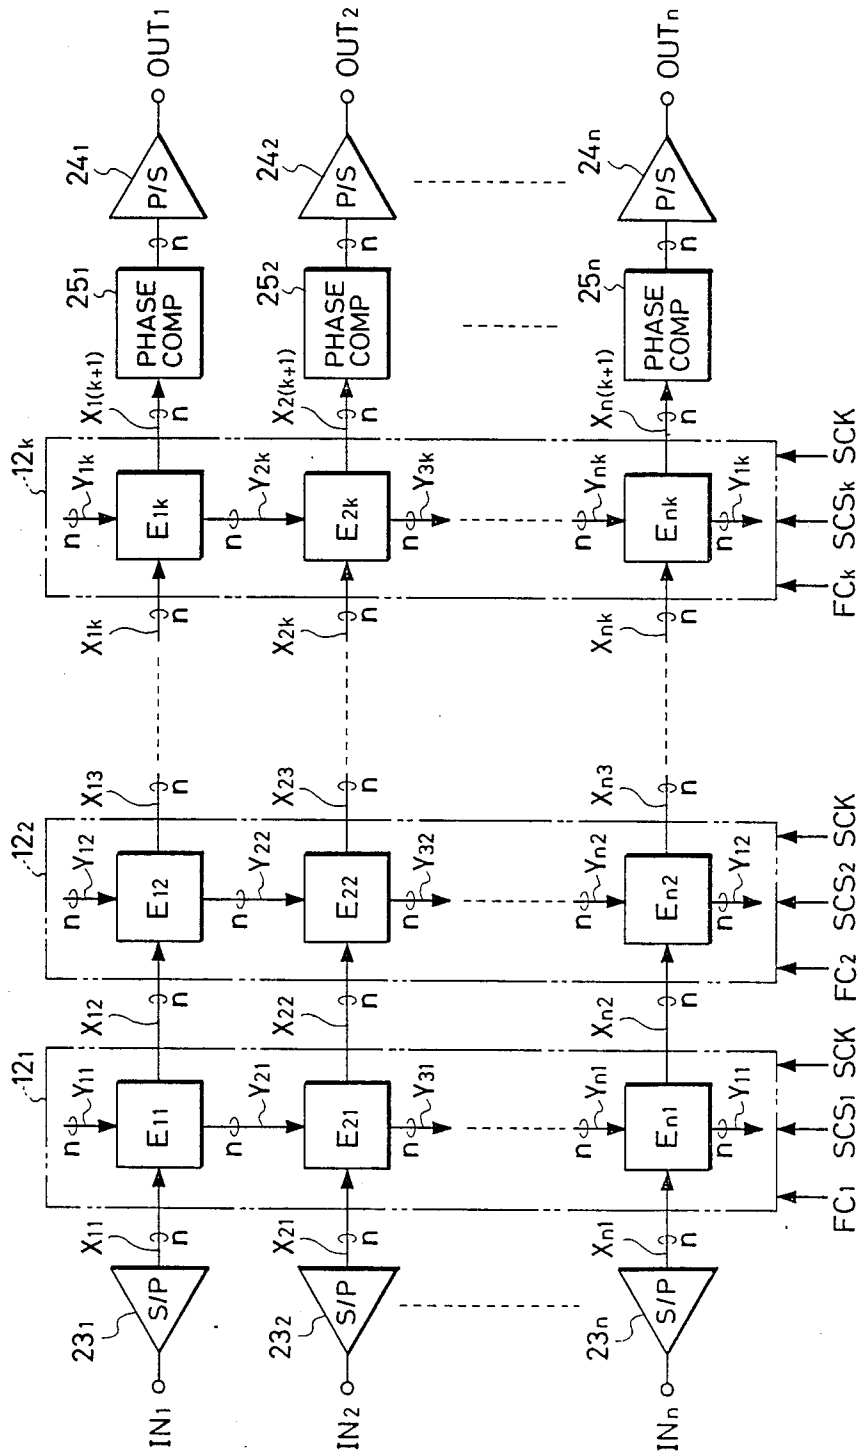 12₁ 12₂ 12ₖ
IN₁ 23₁ S/P X₁₁ n n Y₁₁ E₁₁ X₁₂ n n Y₁₂ E₁₂ X₁₃ n X₁ₖ n n Y₁ₖ E₁ₖ X₁₍ₖ₊₁₎ n 25₁ PHASE COMP n 24₁ P/S OUT₁
n Y₂₁ n Y₂₂ n Y₂ₖ
IN₂ 23₂ S/P X₂₁ n E₂₁ X₂₂ n E₂₂ X₂₃ n X₂ₖ n E₂ₖ X₂₍ₖ₊₁₎ n 25₂ PHASE COMP n 24₂ P/S OUT₂
n Y₃₁ n Y₃₂ n Y₃ₖ
n Yₙ₁ n Yₙ₂ n Yₙₖ
INₙ 23ₙ S/P Xₙ₁ n Eₙ₁ Xₙ₂ n Eₙ₂ Xₙ₃ n Xₙₖ n Eₙₖ Xₙ₍ₖ₊₁₎ n 25ₙ PHASE COMP n 24ₙ P/S OUTₙ
n Y₁₁ n Y₁₂ n Y₁ₖ
FC₁ SCS₁ SCK FC₂ SCS₂ SCK FCₖ SCSₖ SCK